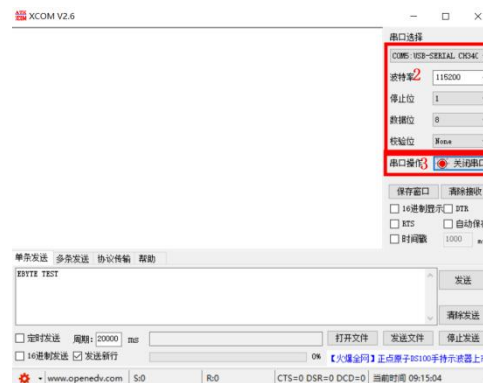 XCOM V2.6
串口选择
COM5:USB-SERIAL CH34C
波特率2 115200
停止位 1
数据位 8
校验位 None
串口操作3 关闭串口
保存窗口 清除接收
16进制显示 DTR
RTS 自动保存
时间戳 1000
单条发送 多条发送 协议传输 帮助
EBYTE TEST
发送
清除发送
定时发送 周期: 20000 ms 打开文件 发送文件 停止发送
16进制发送 发送新行 0% 【火爆全网】正点原子DS100手持示波器上市
www.openedv.com S:0 R:0 CTS=0 DSR=0 DCD=0 当前时间 09:15:04